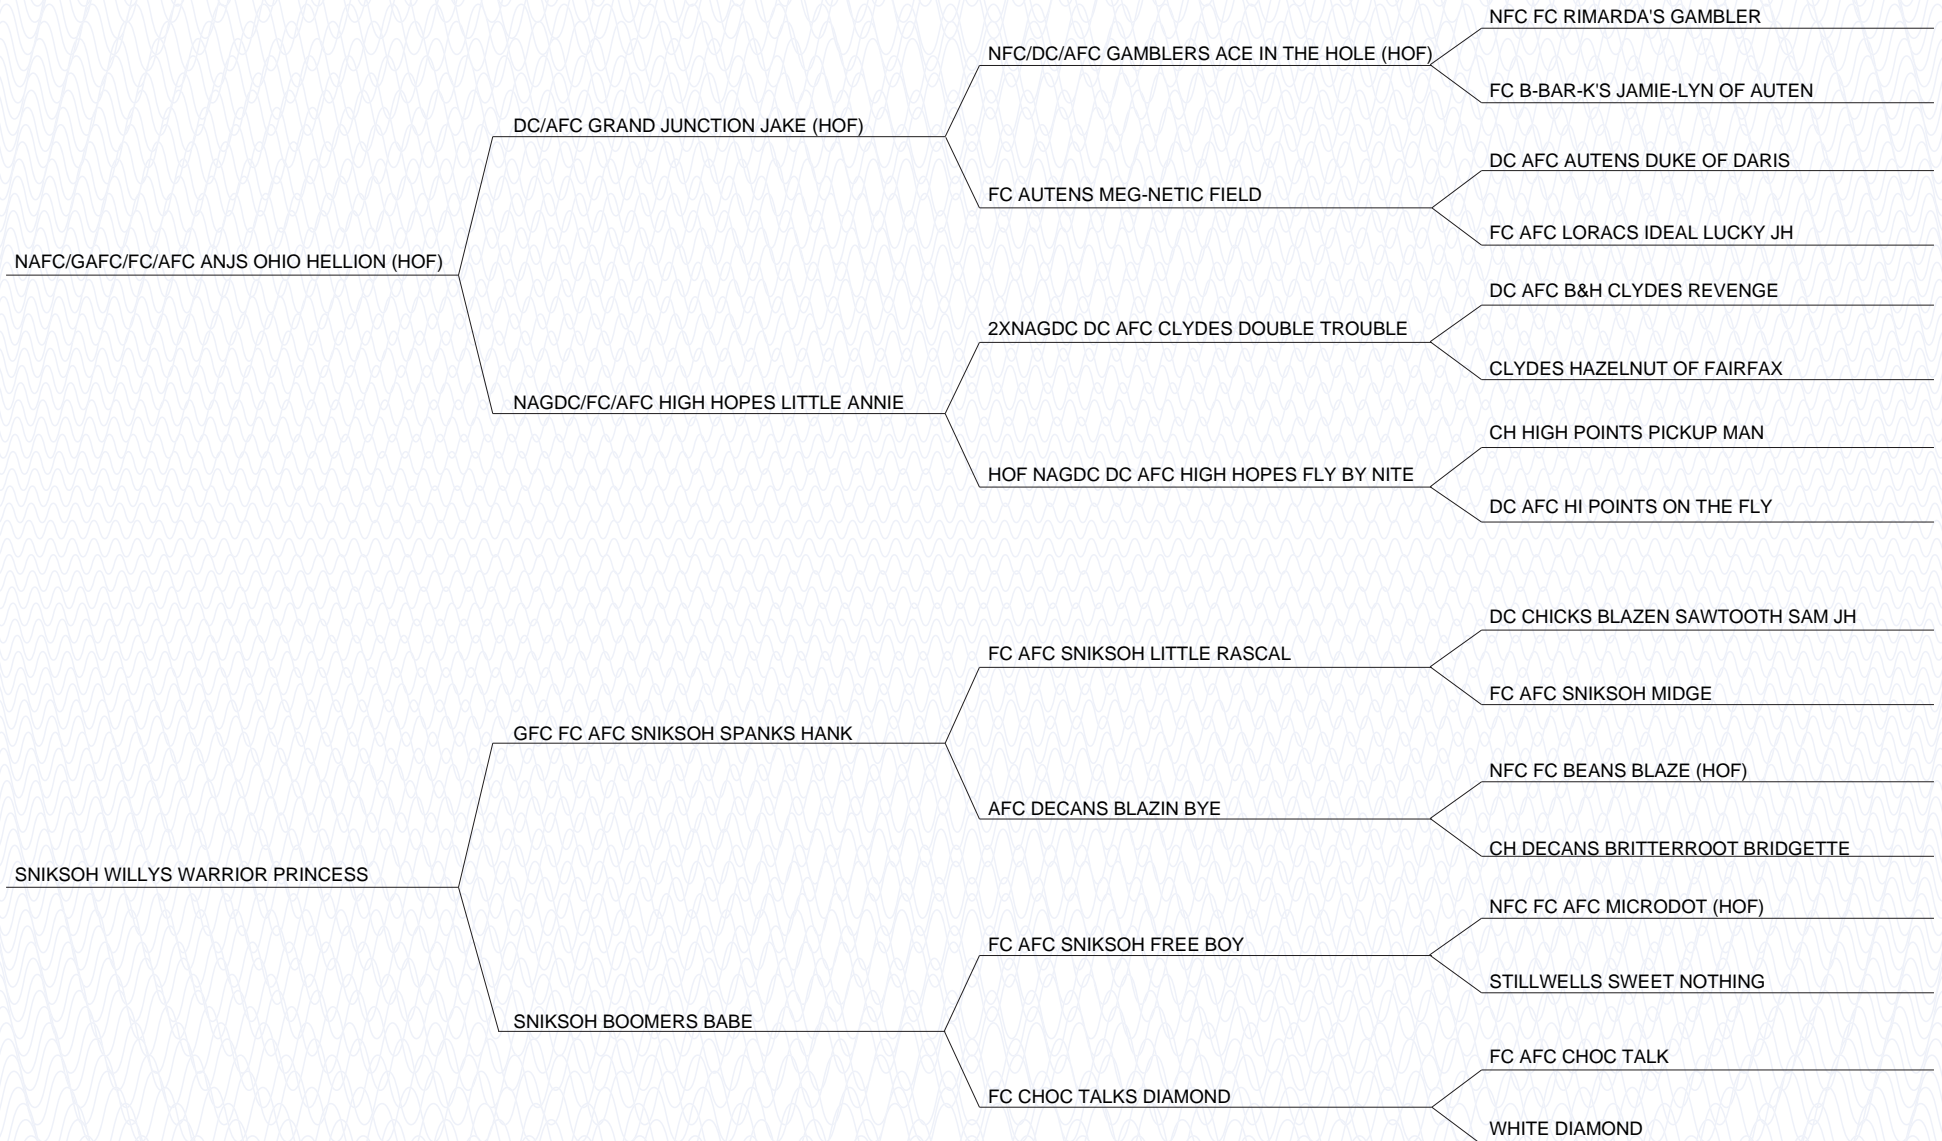 NFC FC RIMARDA'S GAMBLER
NFC/DC/AFC GAMBLERS ACE IN THE HOLE (HOF)
FC B-BAR-K'S JAMIE-LYN OF AUTEN
DC/AFC GRAND JUNCTION JAKE (HOF)
DC AFC AUTENS DUKE OF DARIS
FC AUTENS MEG-NETIC FIELD
FC AFC LORACS IDEAL LUCKY JH
NAFC/GAFC/FC/AFC ANJS OHIO HELLION (HOF)
DC AFC B&H CLYDES REVENGE
2XNAGDC DC AFC CLYDES DOUBLE TROUBLE
CLYDES HAZELNUT OF FAIRFAX
NAGDC/FC/AFC HIGH HOPES LITTLE ANNIE
CH HIGH POINTS PICKUP MAN
HOF NAGDC DC AFC HIGH HOPES FLY BY NITE
DC AFC HI POINTS ON THE FLY
DC CHICKS BLAZEN SAWTOOTH SAM JH
FC AFC SNIKSOH LITTLE RASCAL
FC AFC SNIKSOH MIDGE
GFC FC AFC SNIKSOH SPANKS HANK
NFC FC BEANS BLAZE (HOF)
AFC DECANS BLAZIN BYE
CH DECANS BRITTERROOT BRIDGETTE
SNIKSOH WILLYS WARRIOR PRINCESS
NFC FC AFC MICRODOT (HOF)
FC AFC SNIKSOH FREE BOY
STILLWELLS SWEET NOTHING
SNIKSOH BOOMERS BABE
FC AFC CHOC TALK
FC CHOC TALKS DIAMOND
WHITE DIAMOND